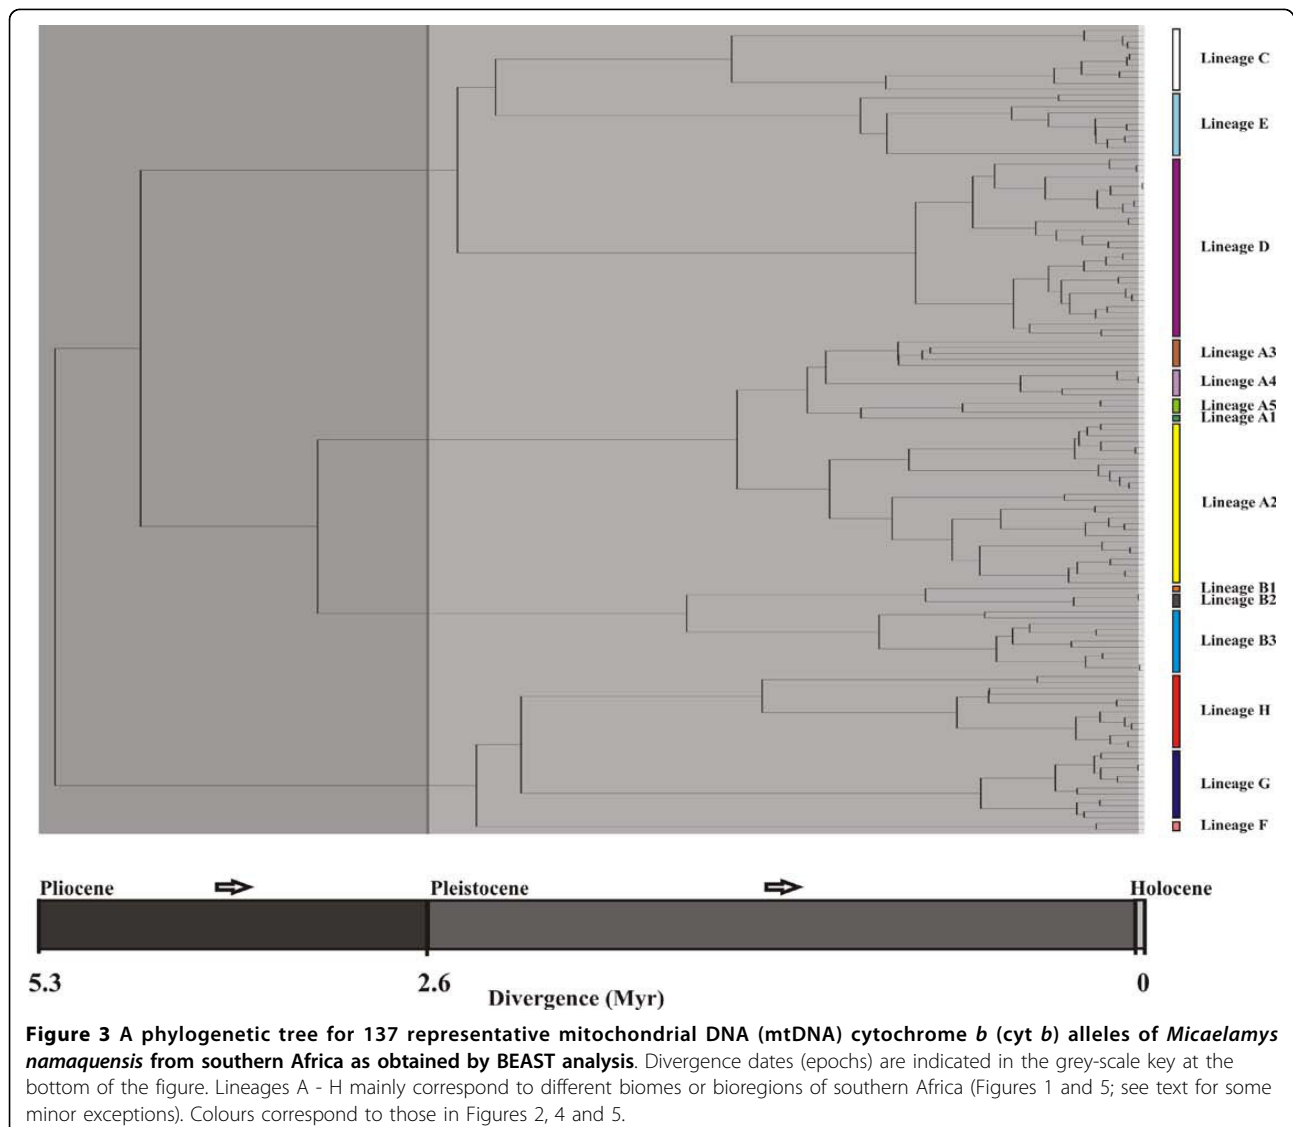 Lineage C
Lineage E
Lineage D
Lineage A3
Lineage A4
Lineage A5
Lineage A1
Lineage A2
Lineage B1
Lineage B2
Lineage B3
Lineage H
Lineage G
Lineage F
Pliocene Pleistocene Holocene
5.3 2.6 0
Divergence (Myr)
Figure 3 A phylogenetic tree for 137 representative mitochondrial DNA (mtDNA) cytochrome b (cyt b) alleles of Micaelamys
namaquensis from southern Africa as obtained by BEAST analysis. Divergence dates (epochs) are indicated in the grey-scale key at the
bottom of the figure. Lineages A - H mainly correspond to different biomes or bioregions of southern Africa (Figures 1 and 5; see text for some
minor exceptions). Colours correspond to those in Figures 2, 4 and 5.